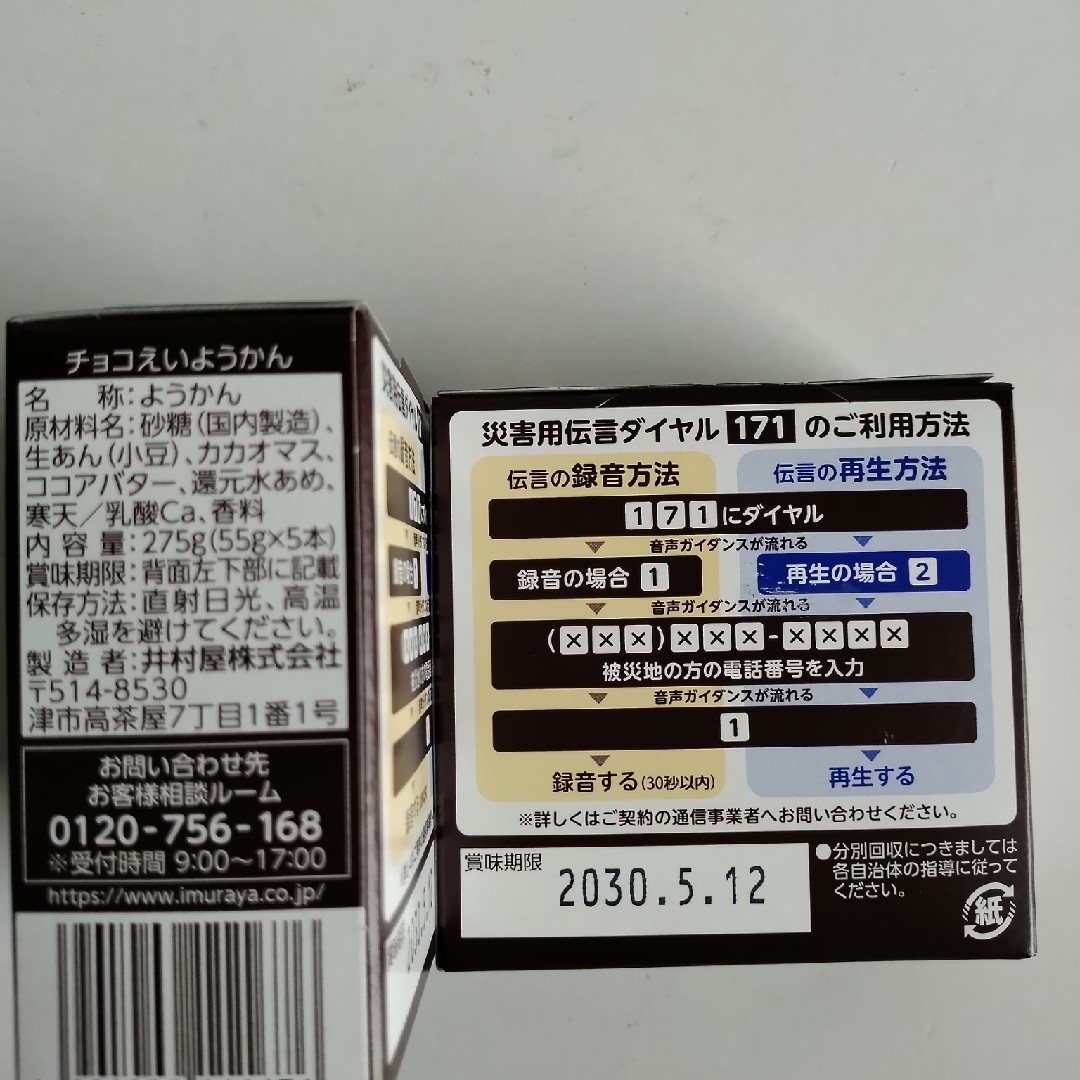 チョコえいようかん
名　　称：ようかん
原材料名：砂糖（国内製造）、
生あん（小豆）、カカオマス、
ココアバター、還元水あめ、
寒天／乳酸Ca、香料
内容量：275g（55g×5本）
賞味期限：背面左下部に記載
保存方法：直射日光、高温
多湿を避けてください。
製造者：井村屋株式会社
〒514-8530
津市高茶屋7丁目1番1号
お問い合わせ先
お客様相談ルーム
0120-756-168
※受付時間 9:00～17:00
https://www.imuraya.co.jp/
災害用伝言ダイヤル 171 のご利用方法
伝言の録音方法
伝言の再生方法
171にダイヤル
音声ガイダンスが流れる
録音の場合 1
再生の場合 2
音声ガイダンスが流れる
(×××)×××-××××
被災地の方の電話番号を入力
音声ガイダンスが流れる
1
録音する(30秒以内)
再生する
※詳しくはご契約の通信事業者へお問い合わせください。
賞味期限
2030.5.12
●分別回収につきましては
各自治体の指導に従って
ください。
紙